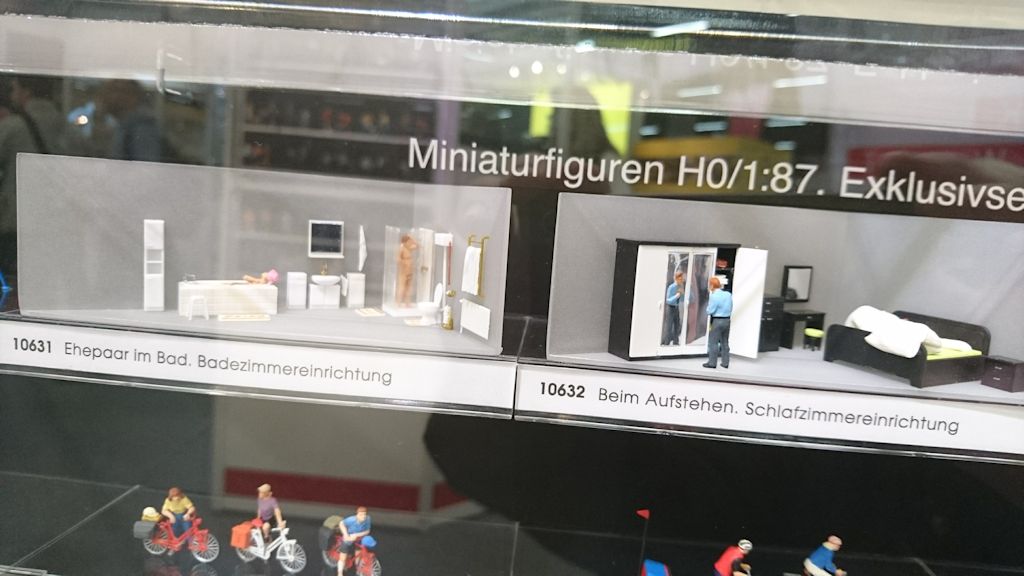 Miniaturfiguren H0/1:87. Exklusivse
10631 Ehepaar im Bad. Badezimmereinrichtung
10632 Beim Aufstehen. Schlafzimmereinrichtung